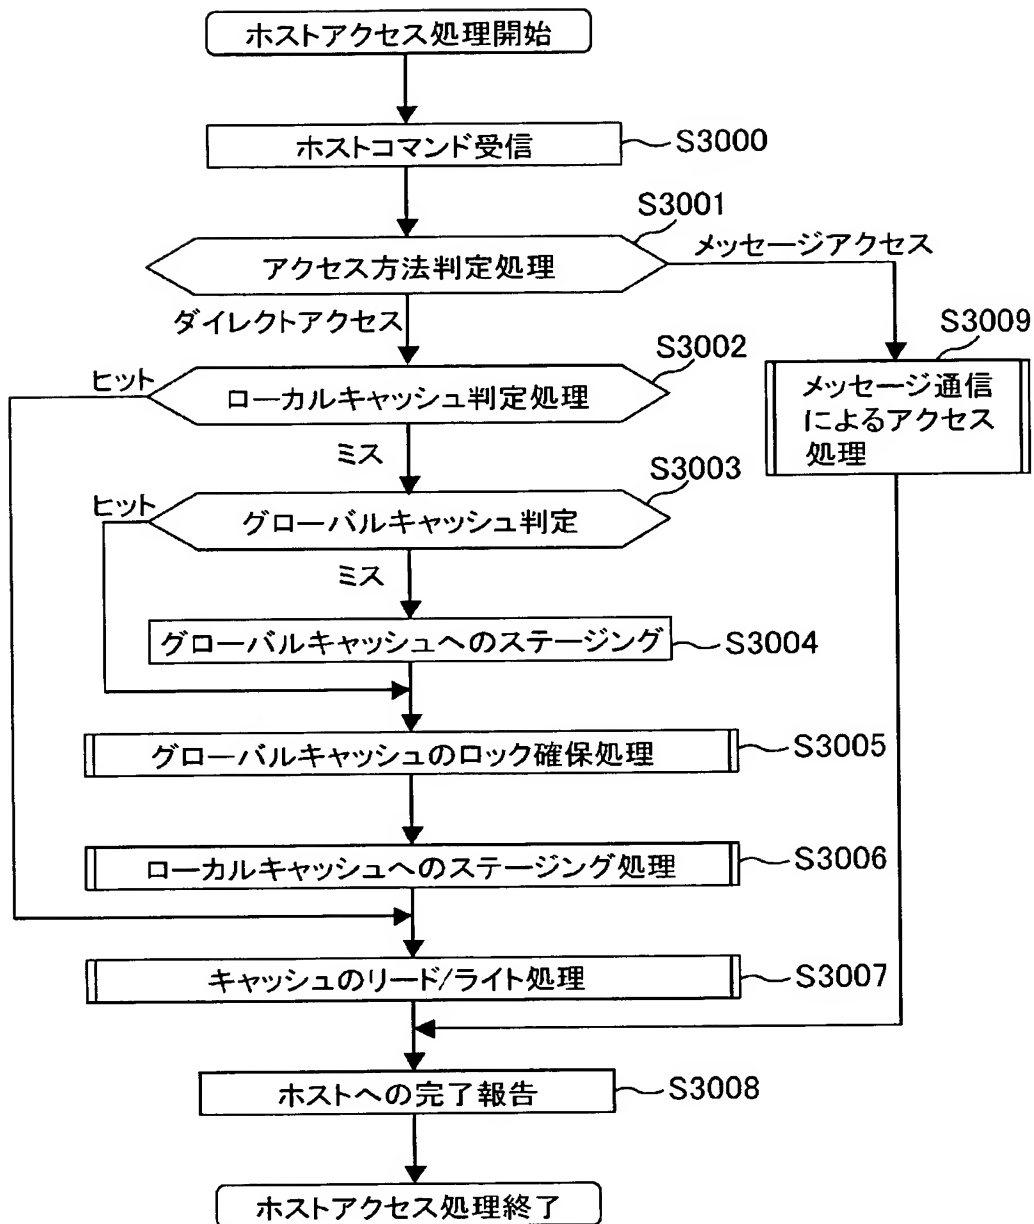 ホストアクセス処理開始
ホストコマンド受信
S3000
S3001
アクセス方法判定処理
メッセージアクセス
ダイレクトアクセス
S3002
S3009
ヒット
ローカルキャッシュ判定処理
メッセージ通信
によるアクセス
処理
ミス
S3003
ヒット
グローバルキャッシュ判定
ミス
グローバルキャッシュへのステージング
S3004
グローバルキャッシュのロック確保処理
S3005
ローカルキャッシュへのステージング処理
S3006
キャッシュのリード/ライト処理
S3007
ホストへの完了報告
S3008
ホストアクセス処理終了